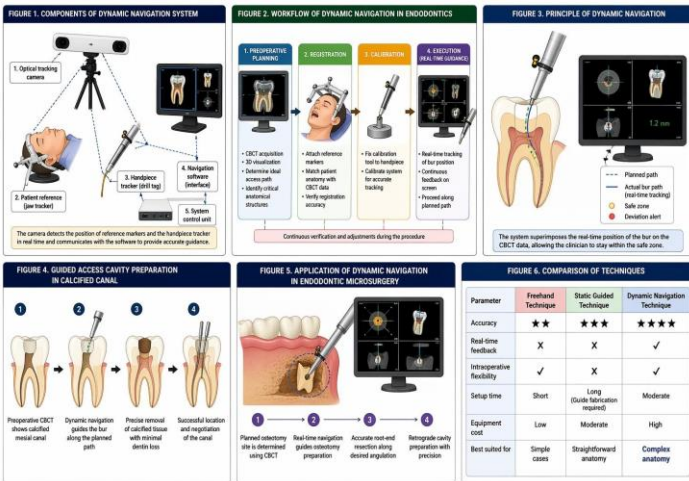 FIGURE 1. COMPONENTS OF DYNAMIC NAVIGATION SYSTEM
1. Optical tracking
camera
2. Patient reference
(jaw tracker)
3. Handpiece
tracker (drill tag)
4. Navigation
software
(interface)
5. System
control unit
The camera detects the position of reference markers and the handpiece tracker
in real time and communicates with the software to provide accurate guidance.
FIGURE 2. WORKFLOW OF DYNAMIC NAVIGATION IN ENDODONTICS
1. PREOPERATIVE
PLANNING
• CBCT acquisition
• 3D visualization
• Determine ideal
access path
• Identify critical
anatomical
structures
2. REGISTRATION
• Attach reference
markers
• Match patient
anatomy with
CBCT data
• Verify registration
accuracy
3. CALIBRATION
• Fix calibration
tool to handpiece
• Calibrate system
for accurate
tracking
4. EXECUTION
(REAL TIME GUIDANCE)
• Real-time tracking
of bur position
• Continuous
feedback on
screen
• Proceed along
planned path
Continuous verification and adjustments during the procedure
FIGURE 3. PRINCIPLE OF DYNAMIC NAVIGATION
1.2 mm
Planned path
Actual bur path
(real-time tracking)
Safe zone
Deviation alert
The system superimposes the real-time position of the bur on the
CBCT data, allowing the clinician to stay within the safe zone.
FIGURE 4. GUIDED ACCESS CAVITY PREPARATION
IN CALCIFIED CANAL
1
2
3
4
Preoperative CBCT
shows calcified
mesial canal
Dynamic navigation
guides the bur
along the planned
path
Precise removal
of calcified tissue
with minimal
dentin loss
Successful location
and negotiation of
the canal
FIGURE 5. APPLICATION OF DYNAMIC NAVIGATION
IN ENDODONTIC MICROSURGERY
1
2
3
4
Planned osteotomy
site is determined
using CBCT
Real-time navigation
guides osteotomy
preparation
Accurate root-end
resection along
desired angulation
Retrograde cavity
preparation with
precision
FIGURE 6. COMPARISON OF TECHNIQUES
Parameter Freehand Technique Static Guided Technique Dynamic Navigation Technique
Accuracy ★★ ★★★ ★★★★
Real-time feedback X X ✓
Intraoperative flexibility ✓ X ✓
Setup time Short Long (Guide fabrication required) Moderate
Equipment cost Low Moderate High
Best suited for Simple cases Straightforward anatomy Complex anatomy